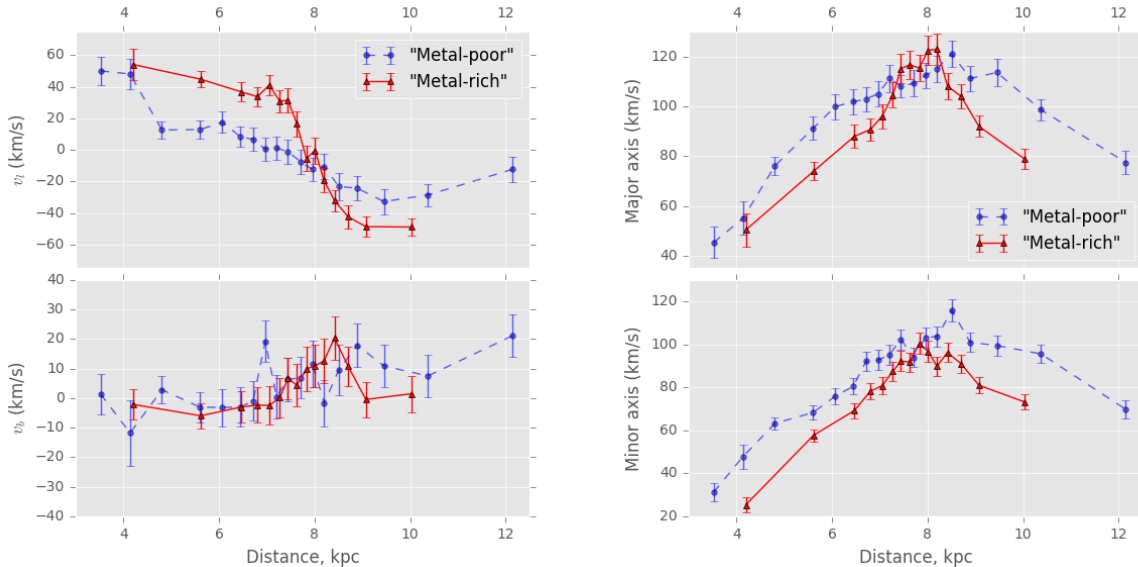 4 6 8 10 12
60
40
20
0
−20
−40
−60
v_l (km/s)
"Metal-poor"
"Metal-rich"
40
30
20
10
0
−10
−20
−30
−40
v_b (km/s)
4 6 8 10 12
Distance, kpc
4 6 8 10 12
120
100
80
60
40
Major axis (km/s)
"Metal-poor"
"Metal-rich"
120
100
80
60
40
20
Minor axis (km/s)
4 6 8 10 12
Distance, kpc